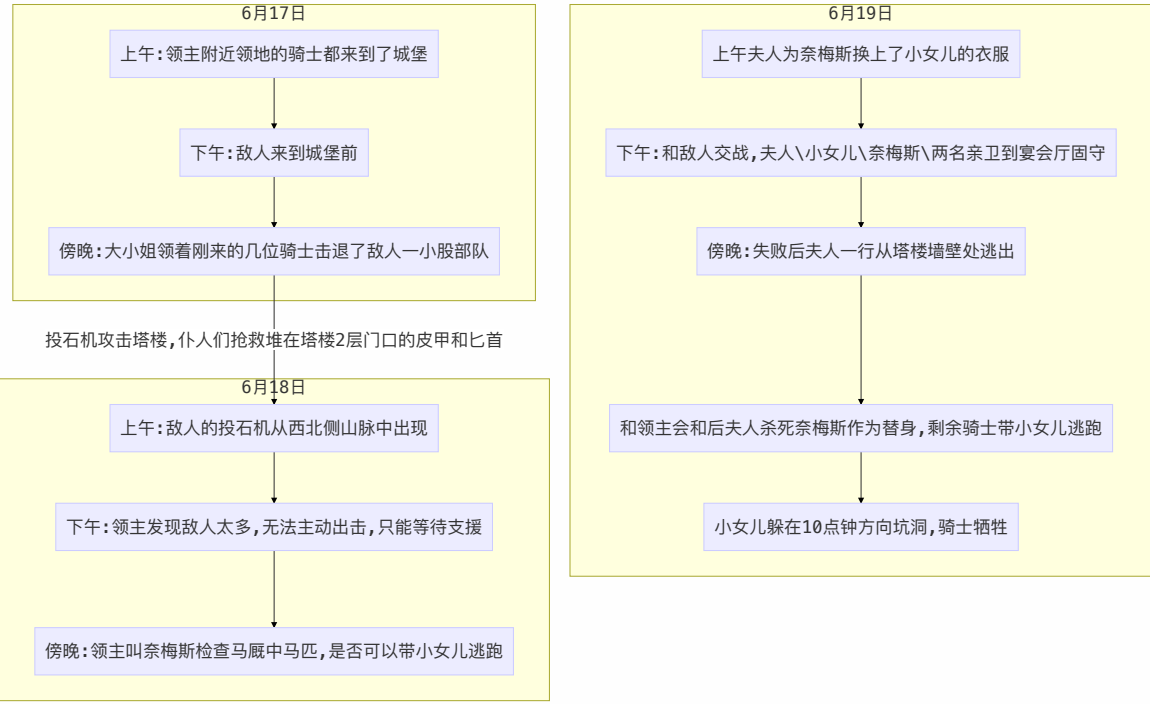 6月17日
上午:领主附近领地的骑士都来到了城堡
下午:敌人来到城堡前
傍晚:大小姐领着刚来的几位骑士击退了敌人一小股部队
投石机攻击塔楼,仆人们抢救堆在塔楼2层门口的皮甲和匕首
6月18日
上午:敌人的投石机从西北侧山脉中出现
下午:领主发现敌人太多,无法主动出击,只能等待支援
傍晚:领主叫奈梅斯检查马厩中马匹,是否可以带小女儿逃跑
6月19日
上午夫人为奈梅斯换上了小女儿的衣服
下午:和敌人交战,夫人\小女儿\奈梅斯\两名亲卫到宴会厅固守
傍晚:失败后夫人一行从塔楼墙壁处逃出
和领主会和后夫人杀死奈梅斯作为替身,剩余骑士带小女儿逃跑
小女儿躲在10点钟方向坑洞,骑士牺牲